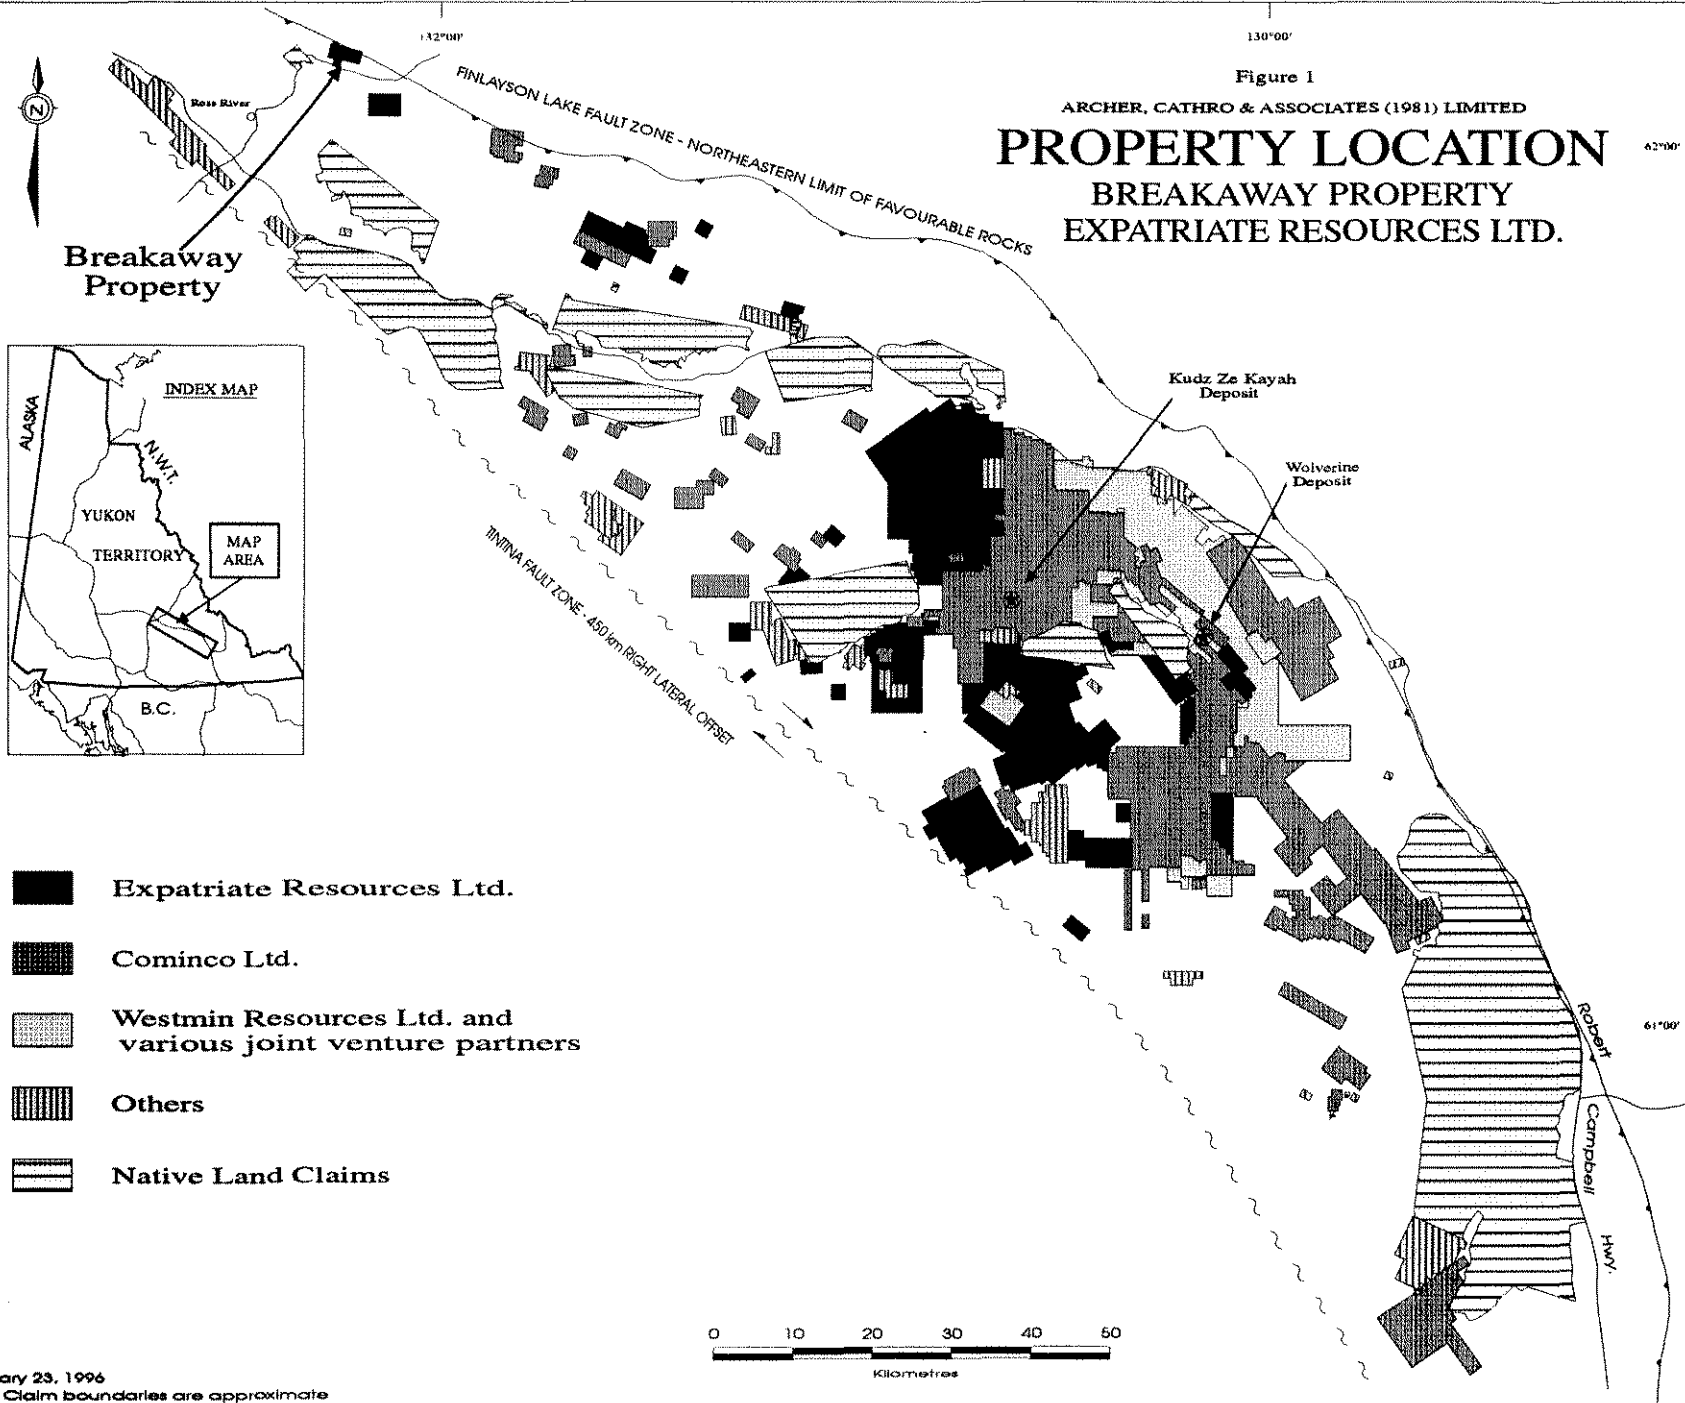 132°00'
130°00'
Figure 1
ARCHER, CATHRO & ASSOCIATES (1981) LIMITED
PROPERTY LOCATION
BREAKAWAY PROPERTY
EXPATRIATE RESOURCES LTD.
62°00'
N
Ross River
FINLAYSON LAKE FAULT ZONE - NORTHEASTERN LIMIT OF FAVOURABLE ROCKS
Breakaway
Property
Kudz Ze Kayah
Deposit
Wolverine
Deposit
INDEX MAP
ALASKA
N.W.T.
YUKON
TERRITORY
MAP
AREA
B.C.
TINTINA FAULT ZONE - 450 km RIGHT LATERAL OFFSET
Expatriate Resources Ltd.
Cominco Ltd.
Westmin Resources Ltd. and
various joint venture partners
Others
Native Land Claims
61°00'
Robert
Campbell
Hwy.
0 10 20 30 40 50
Kilometres
ary 23, 1996
Claim boundaries are approximate